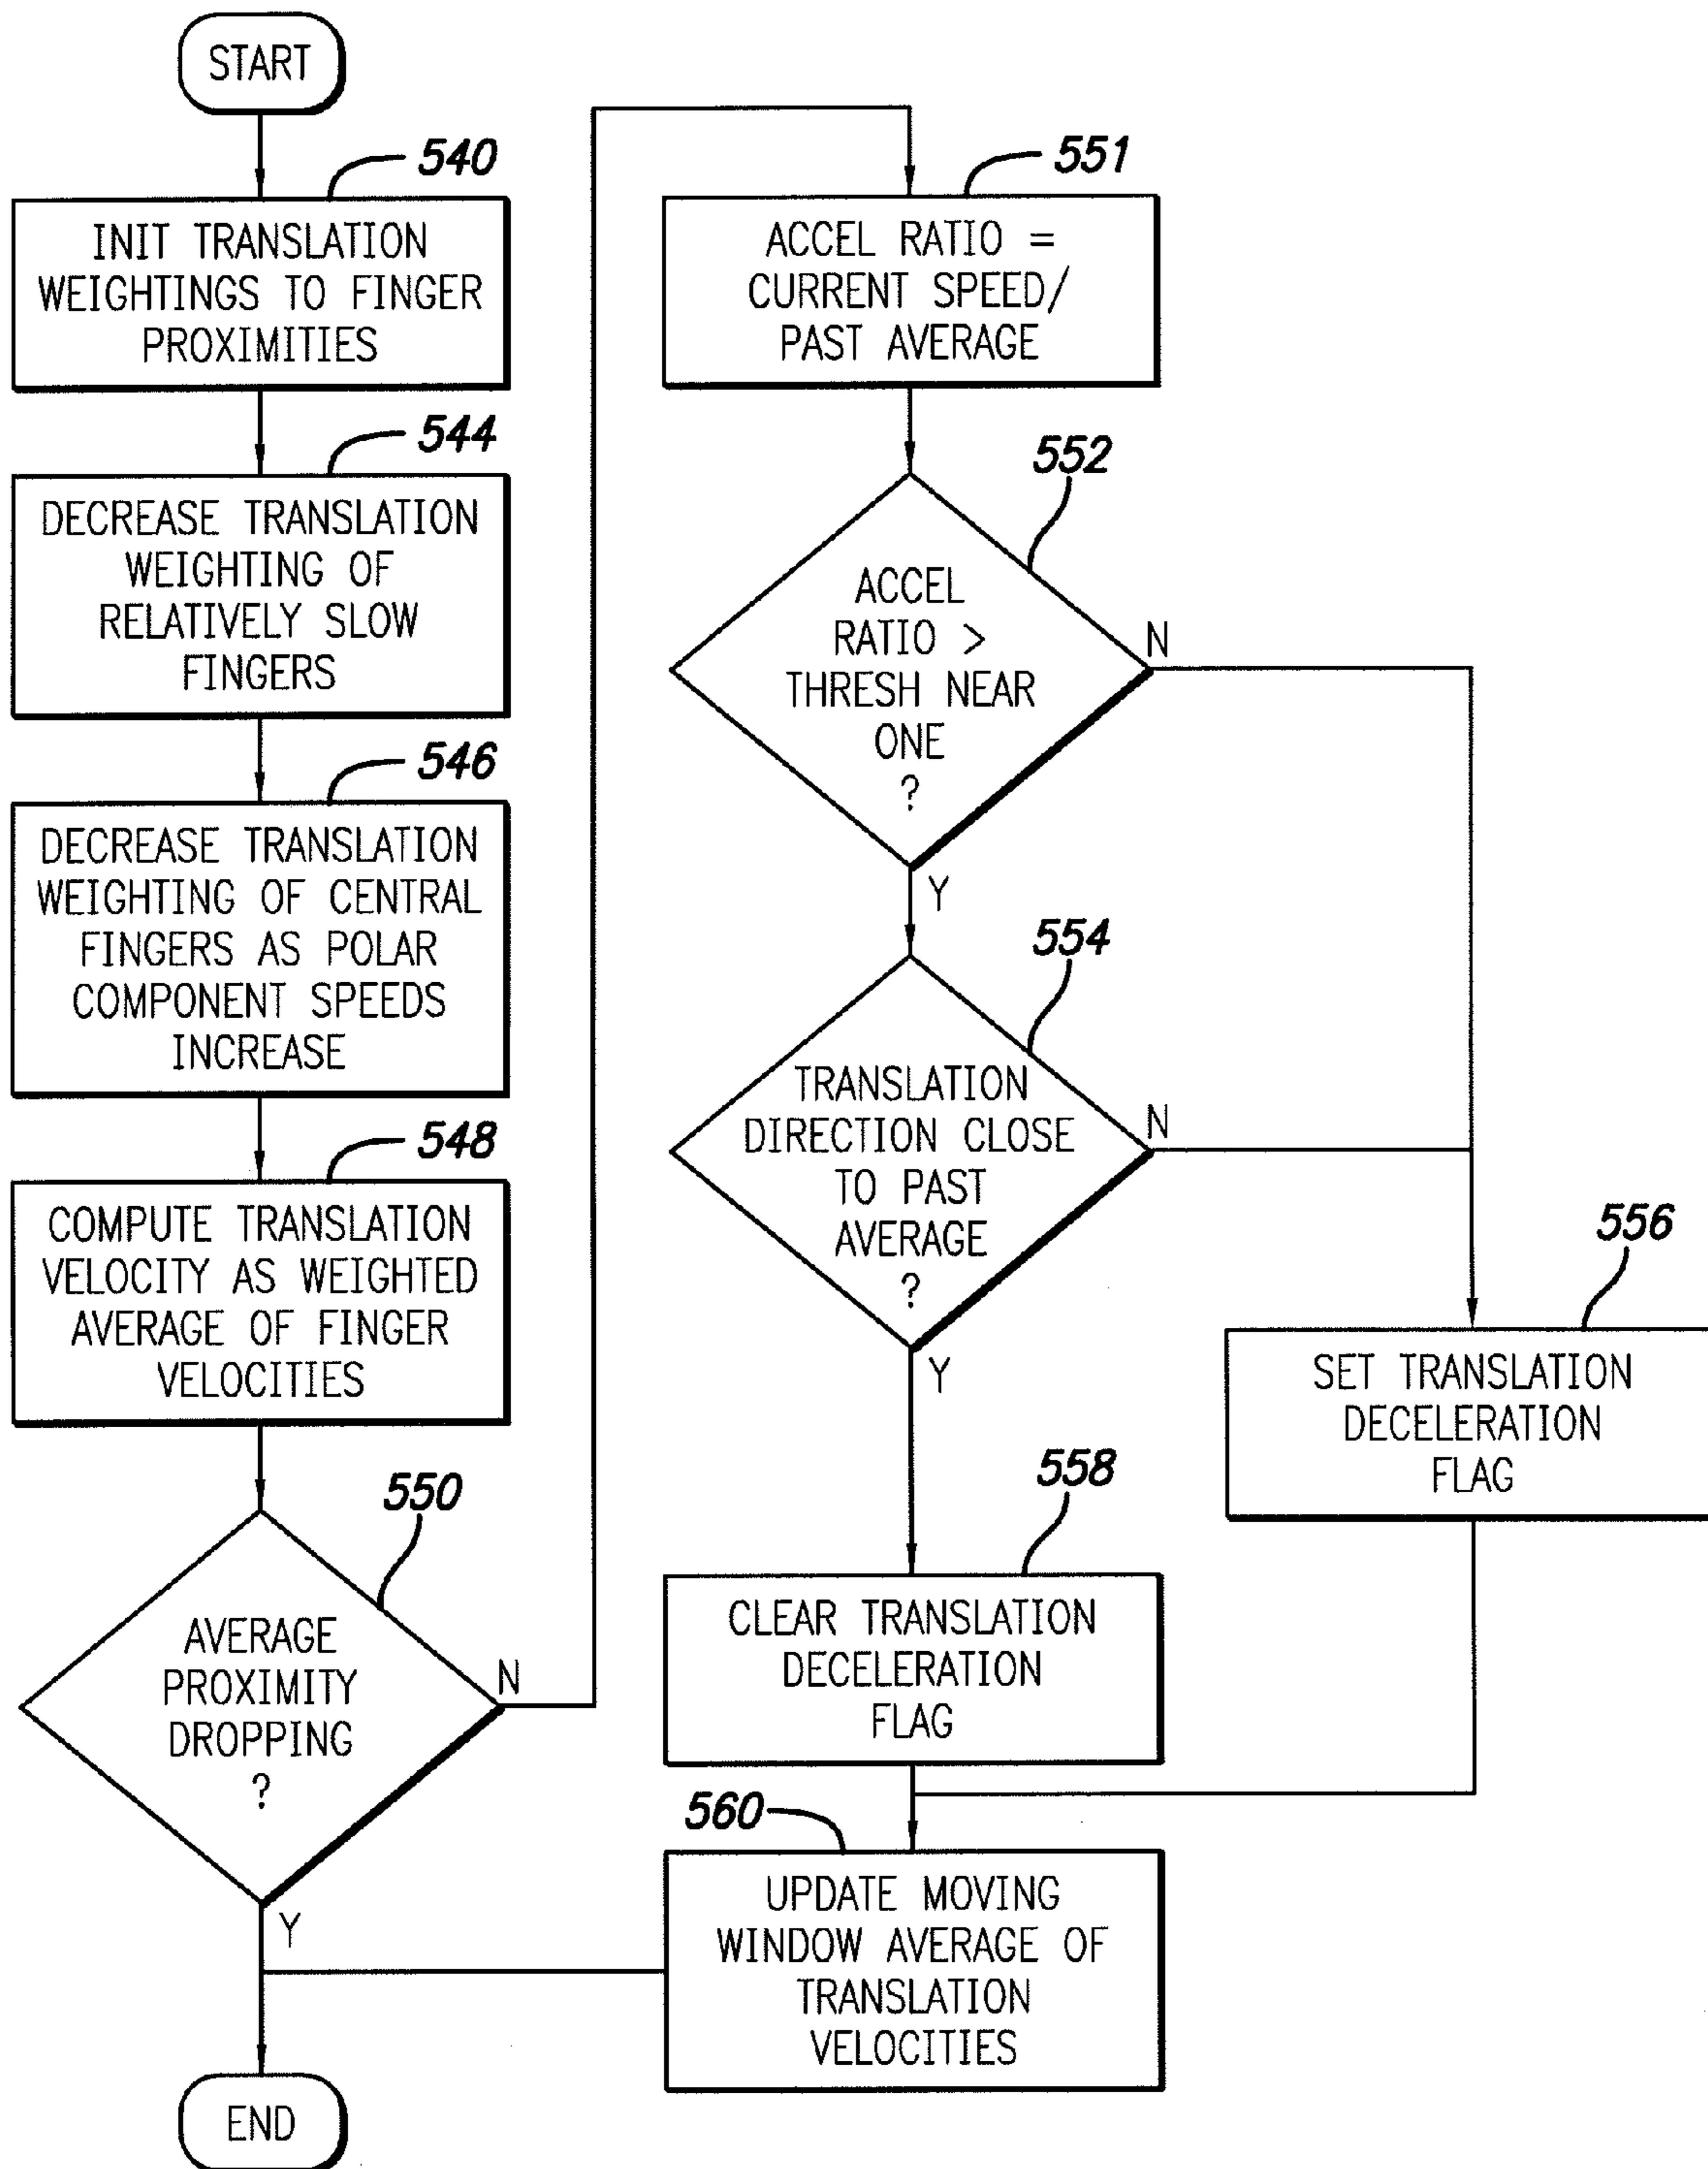 START
540
INIT TRANSLATION
WEIGHTINGS TO FINGER
PROXIMITIES
544
DECREASE TRANSLATION
WEIGHTING OF
RELATIVELY SLOW
FINGERS
546
DECREASE TRANSLATION
WEIGHTING OF CENTRAL
FINGERS AS POLAR
COMPONENT SPEEDS
INCREASE
548
COMPUTE TRANSLATION
VELOCITY AS WEIGHTED
AVERAGE OF FINGER
VELOCITIES
550
AVERAGE
PROXIMITY
DROPPING
?
N
Y
END
551
ACCEL RATIO =
CURRENT SPEED/
PAST AVERAGE
552
ACCEL
RATIO >
THRESH NEAR
ONE
?
N
Y
554
TRANSLATION
DIRECTION CLOSE
TO PAST
AVERAGE
?
N
Y
556
SET TRANSLATION
DECELERATION
FLAG
558
CLEAR TRANSLATION
DECELERATION
FLAG
560
UPDATE MOVING
WINDOW AVERAGE OF
TRANSLATION
VELOCITIES